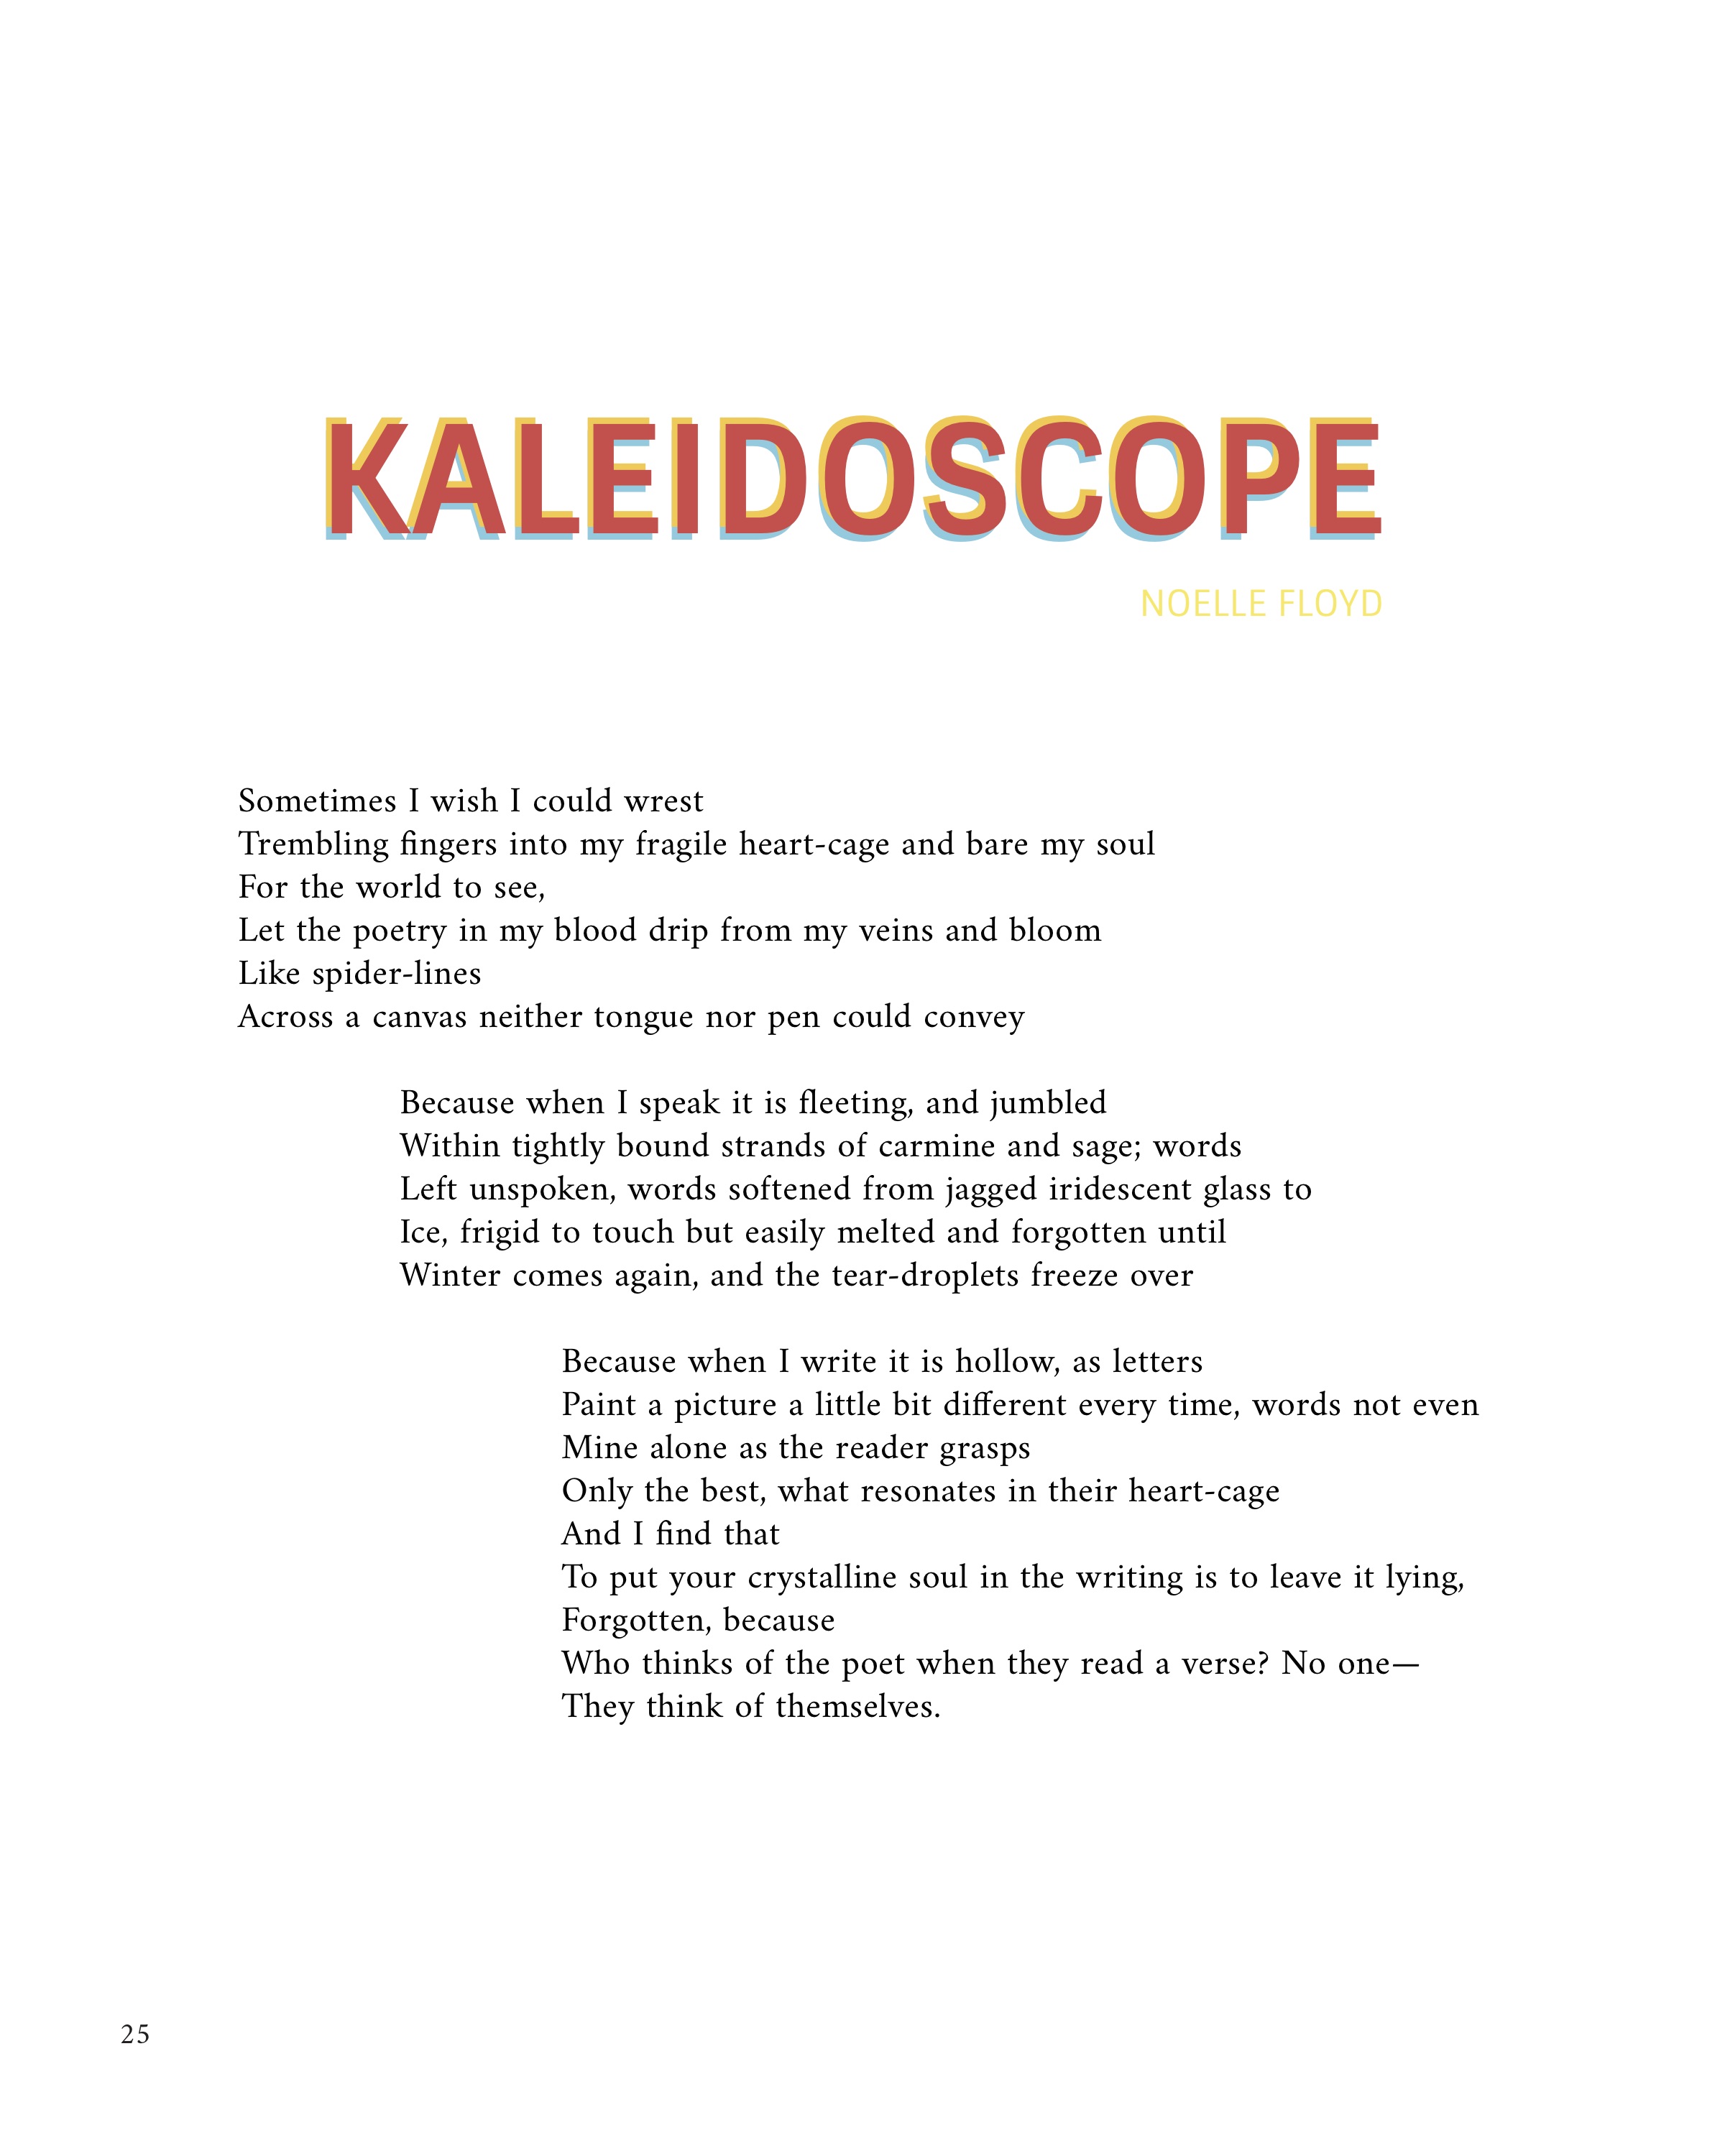 KALEIDOSCOPE
NOELLE FLOYD
Sometimes I wish I could wrest
Trembling fingers into my fragile heart-cage and bare my soul
For the world to see,
Let the poetry in my blood drip from my veins and bloom
Like spider-lines
Across a canvas neither tongue nor pen could convey
Because when I speak it is fleeting, and jumbled
Within tightly bound strands of carmine and sage; words
Left unspoken, words softened from jagged iridescent glass to
Ice, frigid to touch but easily melted and forgotten until
Winter comes again, and the tear-droplets freeze over
Because when I write it is hollow, as letters
Paint a picture a little bit different every time, words not even
Mine alone as the reader grasps
Only the best, what resonates in their heart-cage
And I find that
To put your crystalline soul in the writing is to leave it lying,
Forgotten, because
Who thinks of the poet when they read a verse? No one—
They think of themselves.
25